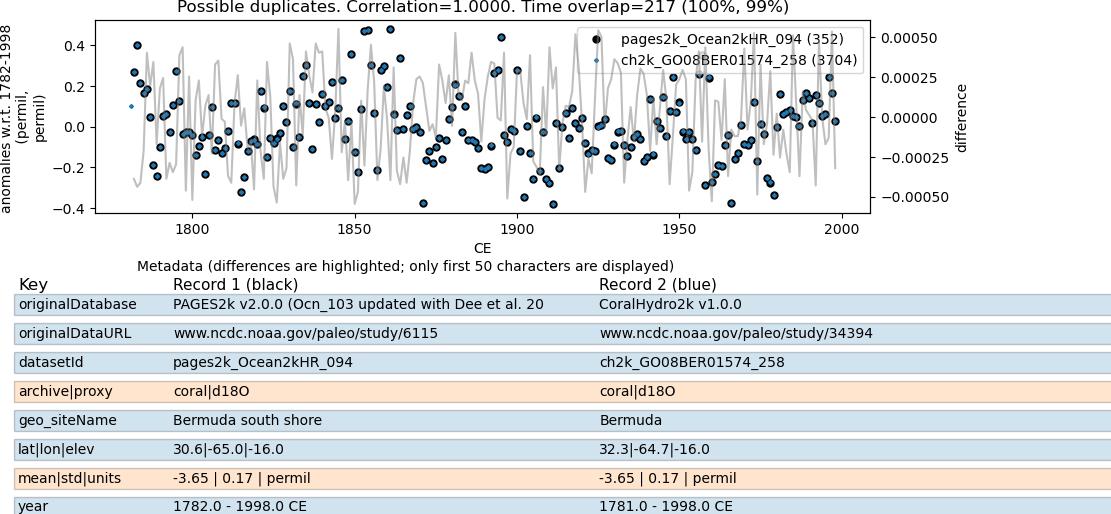 Possible duplicates. Correlation=1.0000. Time overlap=217 (100%, 99%)
anomalies w.r.t. 1782-1998
(permil,
permil)
0.4
0.2
0.0
−0.2
−0.4
pages2k_Ocean2kHR_094 (352)
ch2k_GO08BER01574_258 (3704)
0.00050
0.00025
0.00000
−0.00025
−0.00050
difference
1800
1850
1900
1950
2000
CE
Metadata (differences are highlighted; only first 50 characters are displayed)
Key Record 1 (black) Record 2 (blue)
originalDatabase PAGES2k v2.0.0 (Ocn_103 updated with Dee et al. 20 CoralHydro2k v1.0.0
originalDataURL www.ncdc.noaa.gov/paleo/study/6115 www.ncdc.noaa.gov/paleo/study/34394
datasetId pages2k_Ocean2kHR_094 ch2k_GO08BER01574_258
archive|proxy coral|d18O coral|d18O
geo_siteName Bermuda south shore Bermuda
lat|lon|elev 30.6|-65.0|-16.0 32.3|-64.7|-16.0
mean|std|units -3.65 | 0.17 | permil -3.65 | 0.17 | permil
year 1782.0 - 1998.0 CE 1781.0 - 1998.0 CE